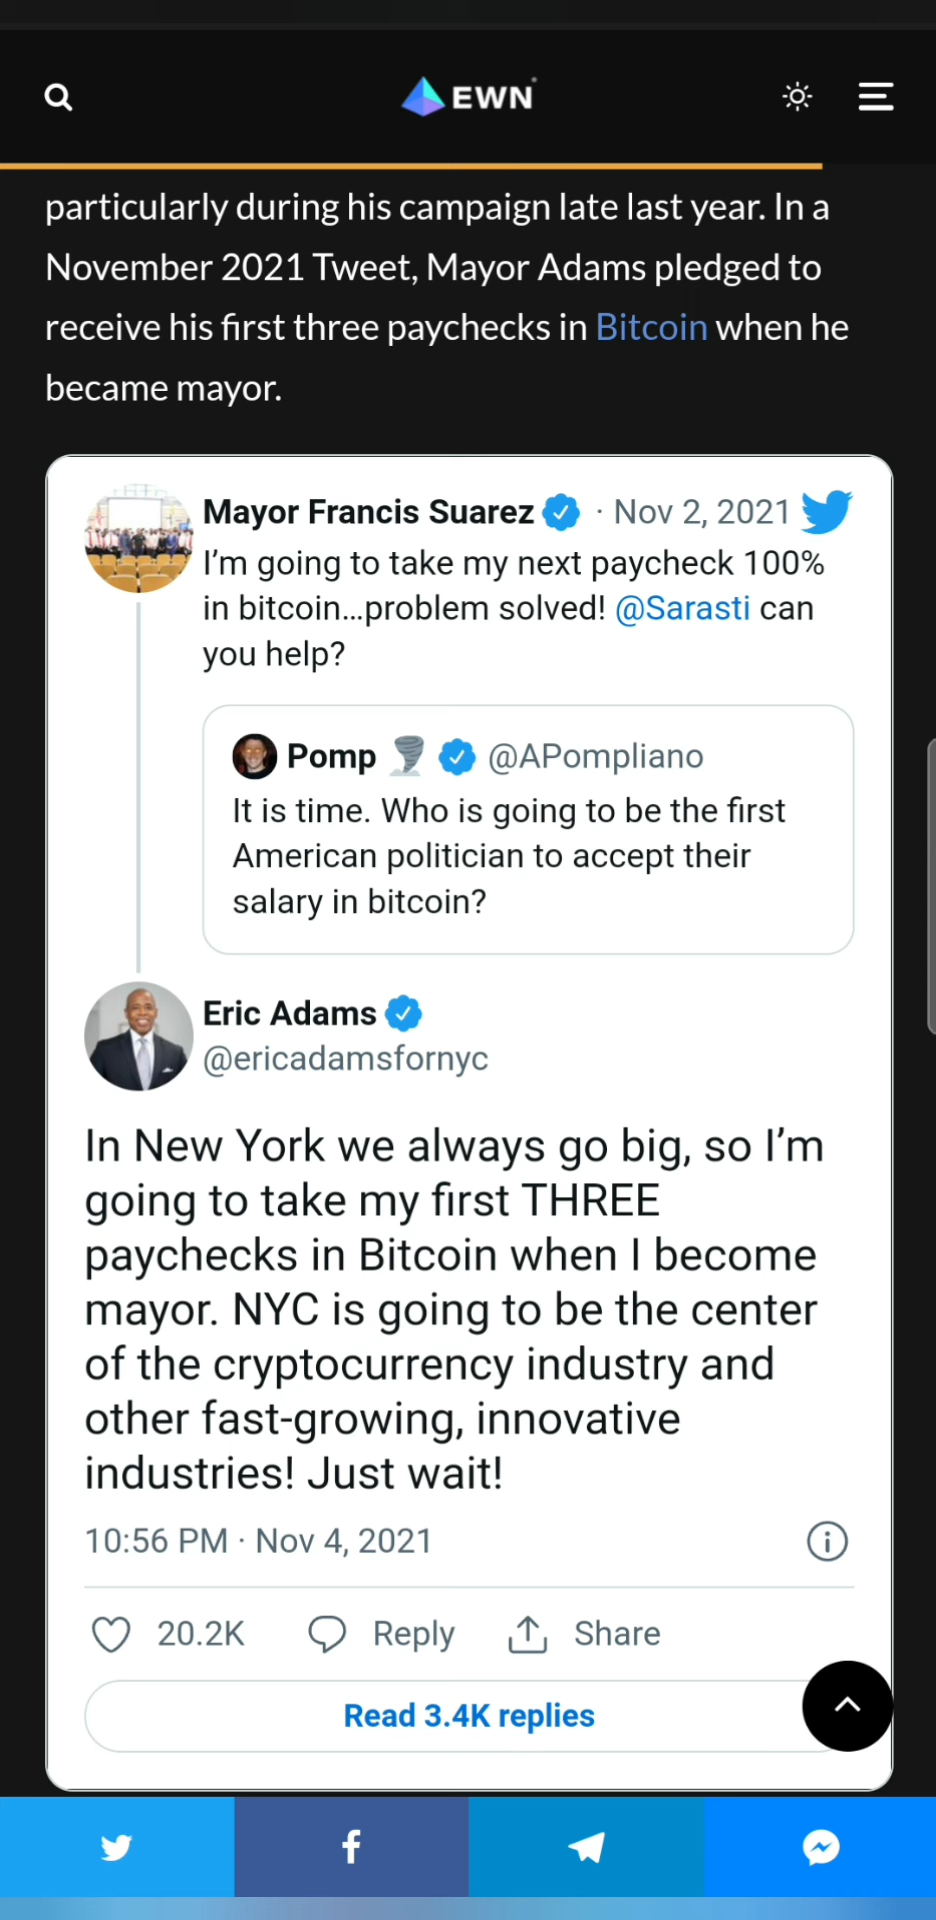 EWN
particularly during his campaign late last year. In a
November 2021 Tweet, Mayor Adams pledged to
receive his first three paychecks in Bitcoin when he
became mayor.
Mayor Francis Suarez · Nov 2, 2021
I'm going to take my next paycheck 100%
in bitcoin...problem solved! @Sarasti can
you help?
Pomp 🌪 @APompliano
It is time. Who is going to be the first
American politician to accept their
salary in bitcoin?
Eric Adams
@ericadamsfornyc
In New York we always go big, so I'm
going to take my first THREE
paychecks in Bitcoin when I become
mayor. NYC is going to be the center
of the cryptocurrency industry and
other fast-growing, innovative
industries! Just wait!
10:56 PM · Nov 4, 2021
20.2K Reply Share
Read 3.4K replies